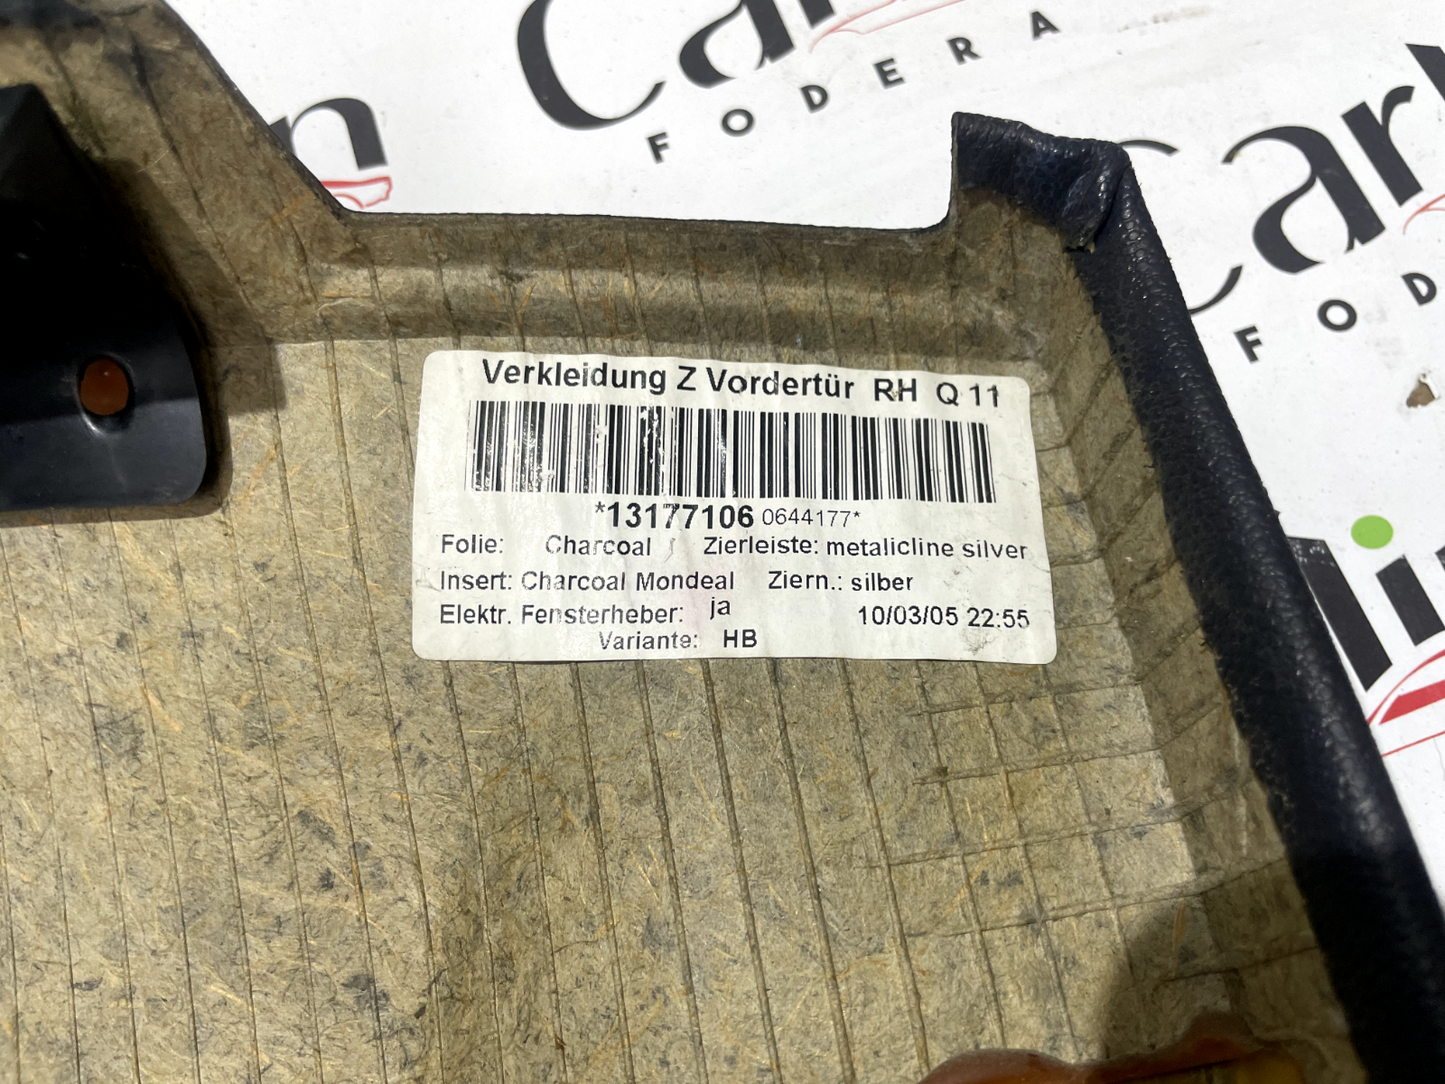 FODERA
Verkleidung Z Vordertür RH Q 11
*13177106 0644177*
Folie: Charcoal Zierleiste: metalicline silver
Insert: Charcoal Mondeal Ziern.: silber
Elektr. Fensterheber: ja 10/03/05 22:55
Variante: HB